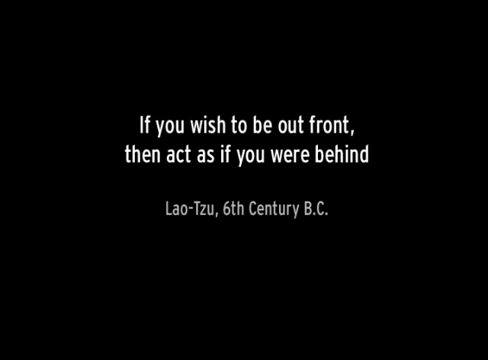 If you wish to be out front,
then act as if you were behind
Lao-Tzu, 6th Century B.C.